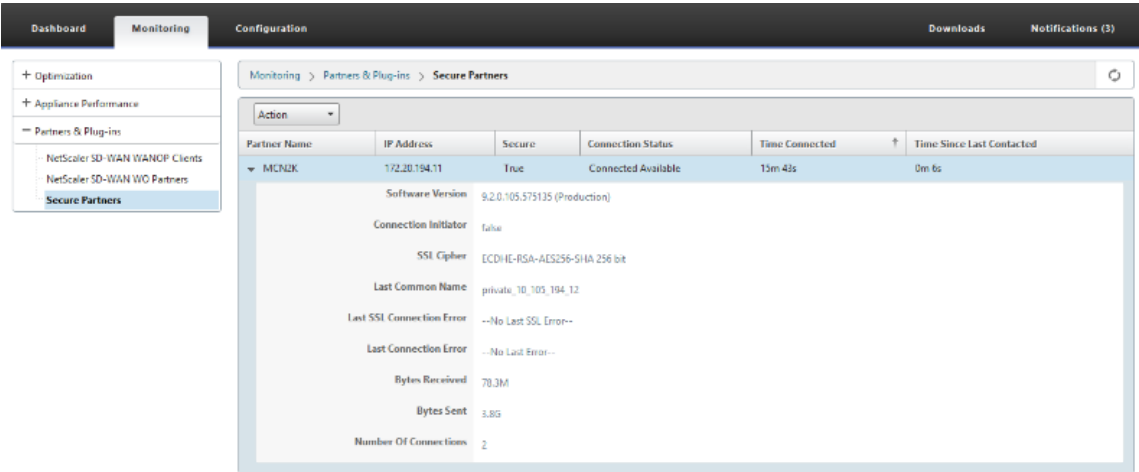 Dashboard Monitoring Configuration Downloads Notifications (3)
+ Optimization
+ Appliance Performance
− Partners & Plug-ins
NetScaler SD-WAN WANOP Clients
NetScaler SD-WAN WO Partners
Secure Partners
Monitoring > Partners & Plug-ins > Secure Partners
Action
Partner Name IP Address Secure Connection Status Time Connected ↑ Time Since Last Contacted
MCN2K 172.20.194.11 True Connected Available 15m 43s 0m 6s
Software Version 9.2.0.105.575135 (Production)
Connection Initiator false
SSL Cipher ECDHE-RSA-AES256-SHA 256 bit
Last Common Name private_10_105_194_12
Last SSL Connection Error --No Last SSL Error--
Last Connection Error --No Last Error--
Bytes Received 78.3M
Bytes Sent 3.8G
Number Of Connections 2